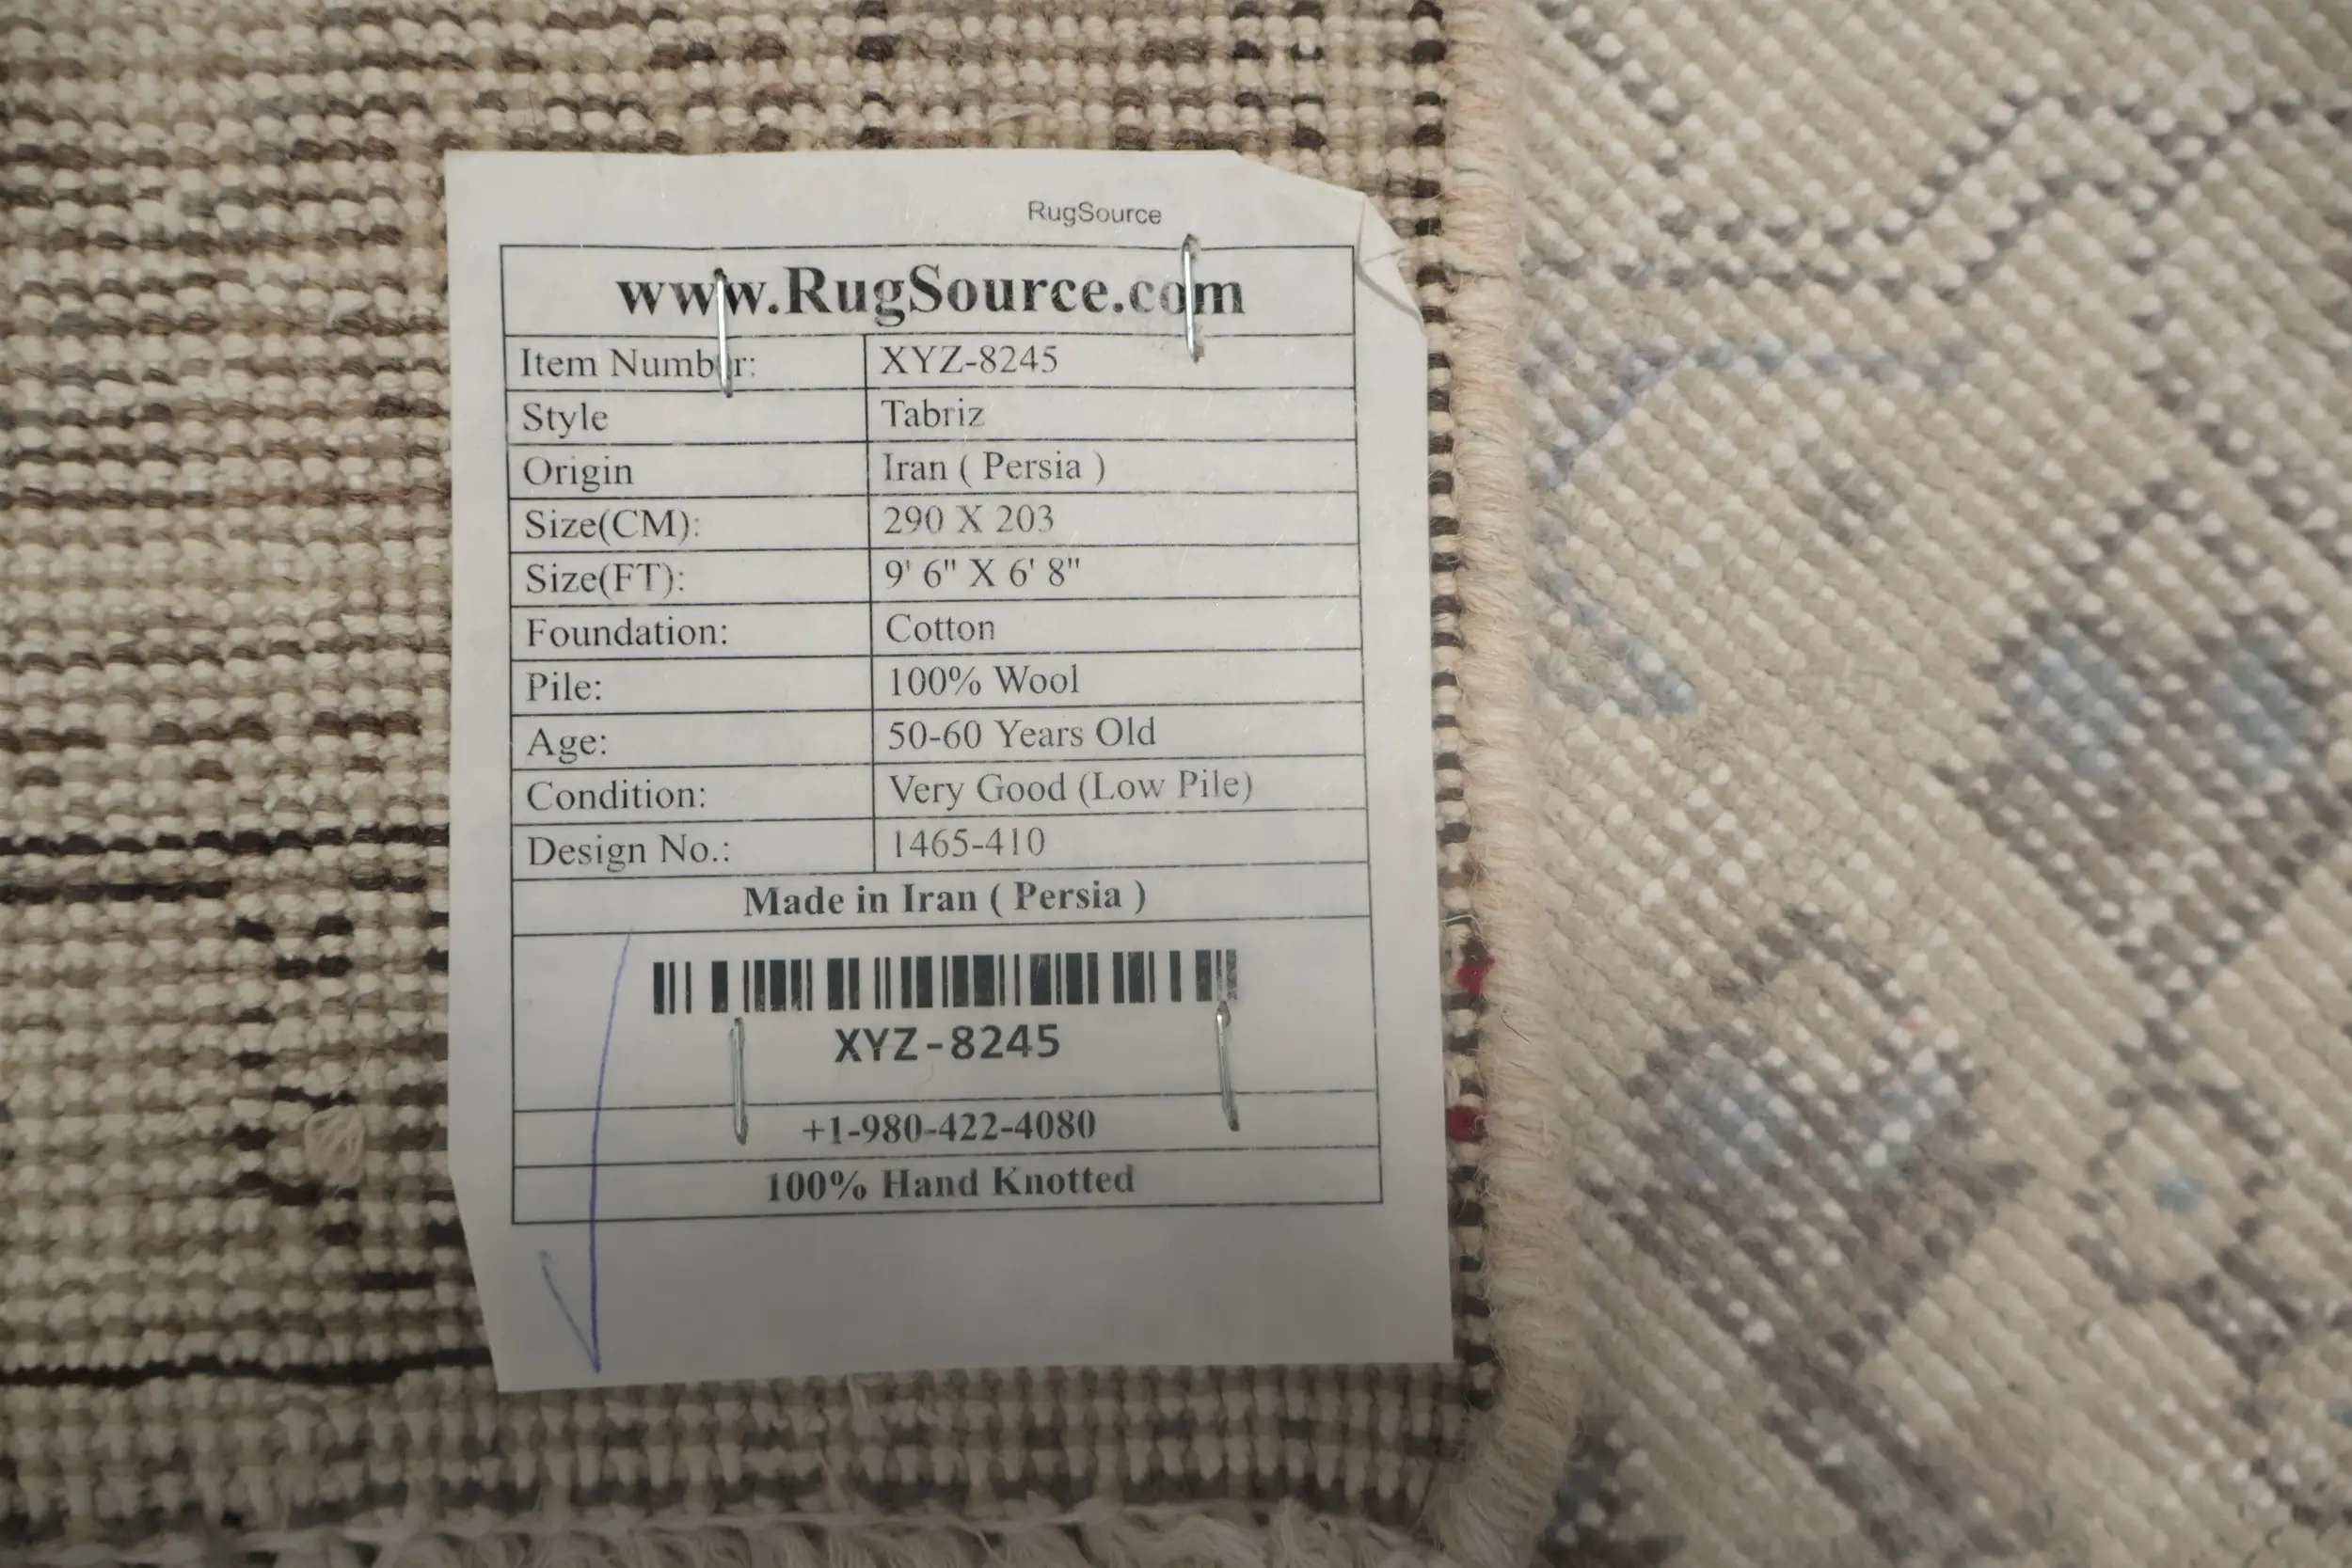 RugSource
www.RugSource.com
Item Number: XYZ-8245
Style Tabriz
Origin Iran ( Persia )
Size(CM): 290 X 203
Size(FT): 9' 6" X 6' 8"
Foundation: Cotton
Pile: 100% Wool
Age: 50-60 Years Old
Condition: Very Good (Low Pile)
Design No.: 1465-410
Made in Iran ( Persia )
XYZ-8245
+1-980-422-4080
100% Hand Knotted